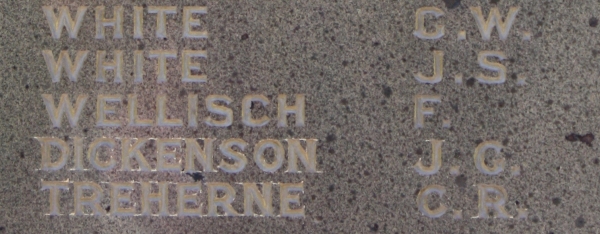 WHITE G.W.
WHITE J.S.
WELLISCH F.
DICKENSON J.G.
TREHERNE C.R.